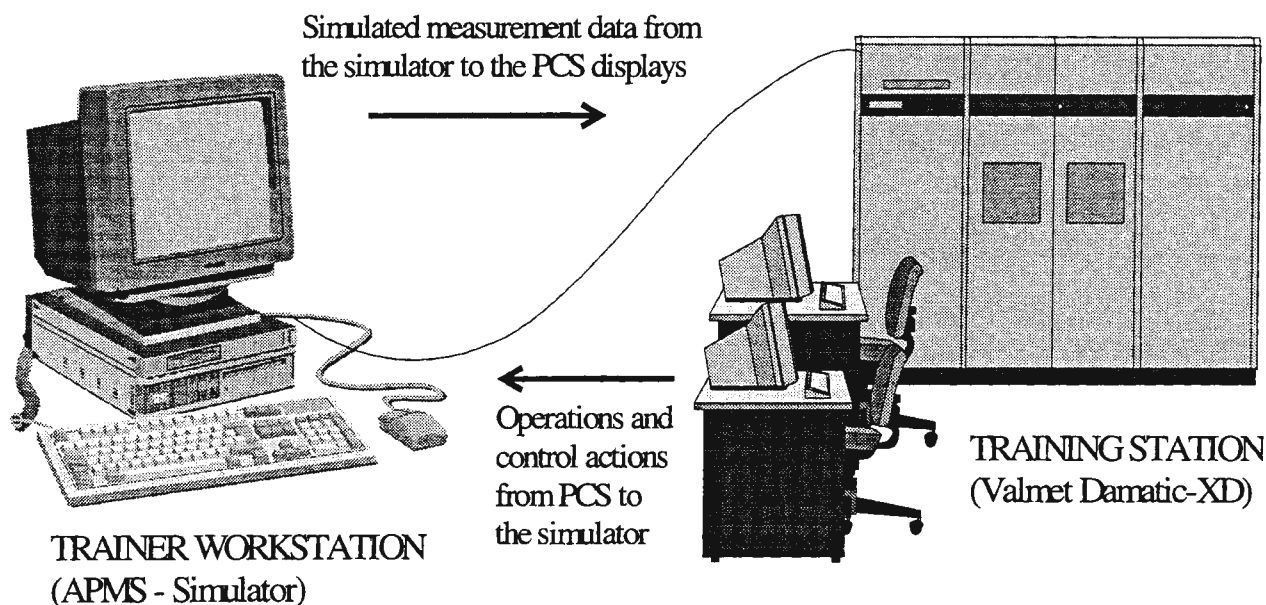 Simulated measurement data from
the simulator to the PCS displays
Operations and
control actions
from PCS to
the simulator
TRAINING STATION
(Valmet Damatic-XD)
TRAINER WORKSTATION
(APMS - Simulator)